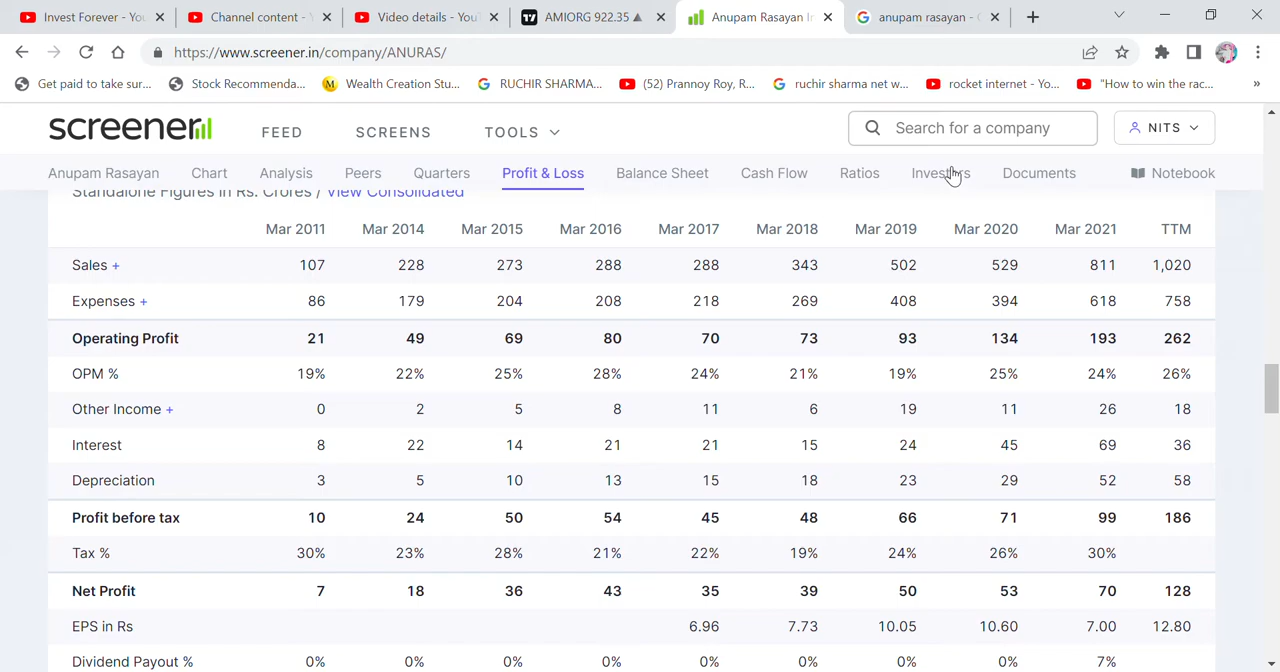 Invest Forever - You
Channel content -
Video details - YouT
AMIORG 922.35 ▲
Anupam Rasayan In
anupam rasayan - G
https://www.screener.in/company/ANURAS/
Get paid to take sur...
Stock Recommenda...
Wealth Creation Stu...
RUCHIR SHARMA...
(52) Prannoy Roy, R...
ruchir sharma net w...
rocket internet - Yo...
"How to win the rac...
»
screener
FEED
SCREENS
TOOLS
Search for a company
NITS
Anupam Rasayan Chart Analysis Peers Quarters Profit & Loss Balance Sheet Cash Flow Ratios Investors Documents Notebook
Standalone Figures in Rs. Crores / View Consolidated
Mar 2011 Mar 2014 Mar 2015 Mar 2016 Mar 2017 Mar 2018 Mar 2019 Mar 2020 Mar 2021 TTM
Sales + 107 228 273 288 288 343 502 529 811 1,020
Expenses + 86 179 204 208 218 269 408 394 618 758
Operating Profit 21 49 69 80 70 73 93 134 193 262
OPM % 19% 22% 25% 28% 24% 21% 19% 25% 24% 26%
Other Income + 0 2 5 8 11 6 19 11 26 18
Interest 8 22 14 21 21 15 24 45 69 36
Depreciation 3 5 10 13 15 18 23 29 52 58
Profit before tax 10 24 50 54 45 48 66 71 99 186
Tax % 30% 23% 28% 21% 22% 19% 24% 26% 30%
Net Profit 7 18 36 43 35 39 50 53 70 128
EPS in Rs 6.96 7.73 10.05 10.60 7.00 12.80
Dividend Payout % 0% 0% 0% 0% 0% 0% 0% 0% 7%